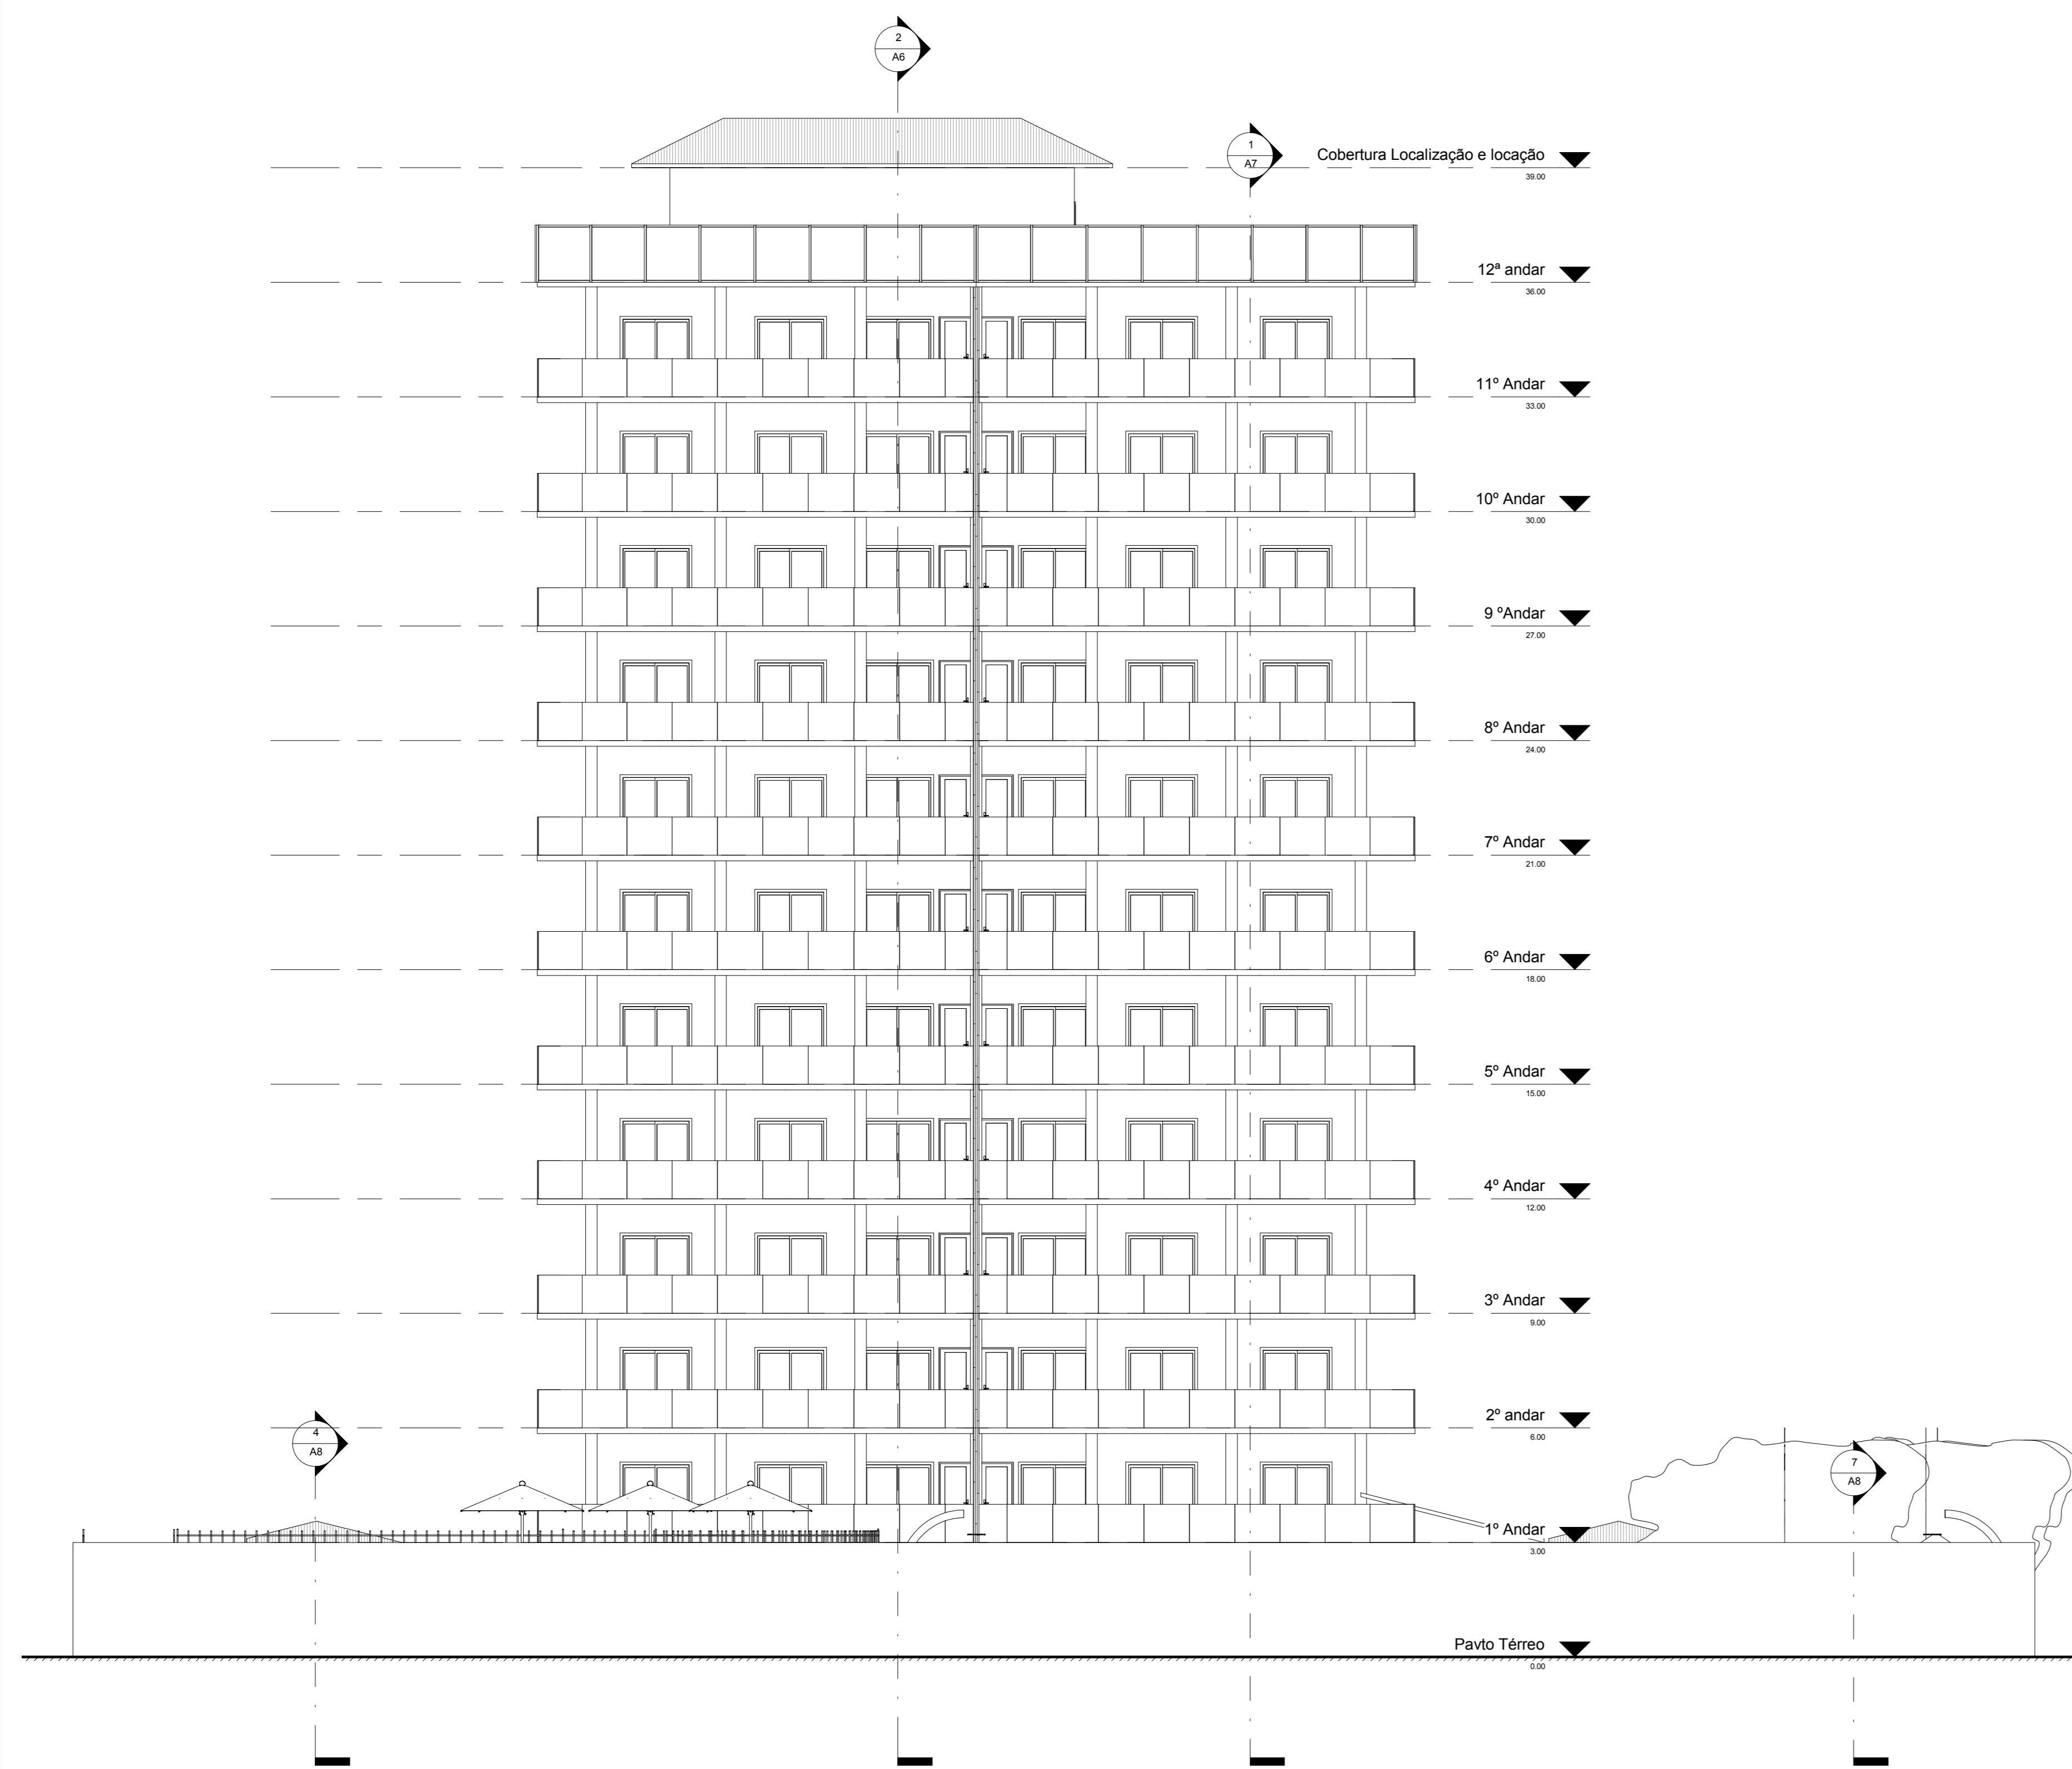 2
A6
1
A7
Cobertura Localização e locação
39.00
12ª andar
36.00
11º Andar
33.00
10º Andar
30.00
9 ºAndar
27.00
8º Andar
24.00
7º Andar
21.00
6º Andar
18.00
5º Andar
15.00
4º Andar
12.00
3º Andar
9.00
2º andar
6.00
4
A8
7
A8
1º Andar
3.00
Pavto Térreo
0.00